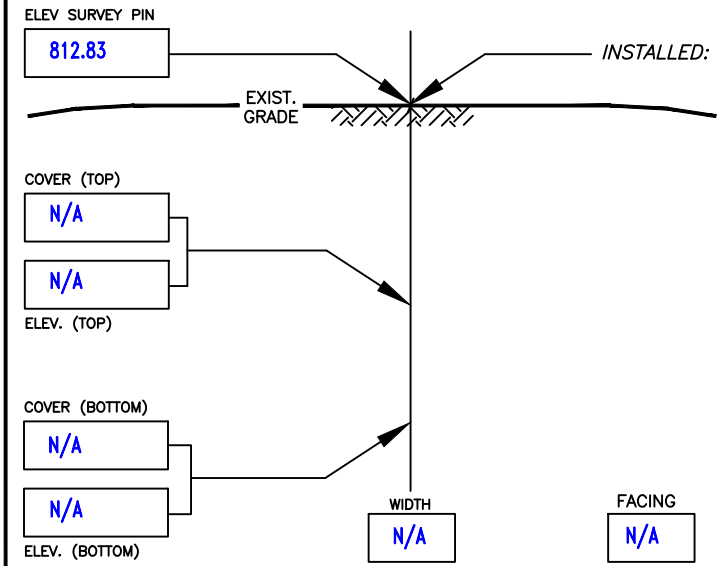 ELEV SURVEY PIN
812.83
INSTALLED:
EXIST.
GRADE
COVER (TOP)
N/A
N/A
ELEV. (TOP)
COVER (BOTTOM)
N/A
N/A
ELEV. (BOTTOM)
WIDTH
N/A
FACING
N/A